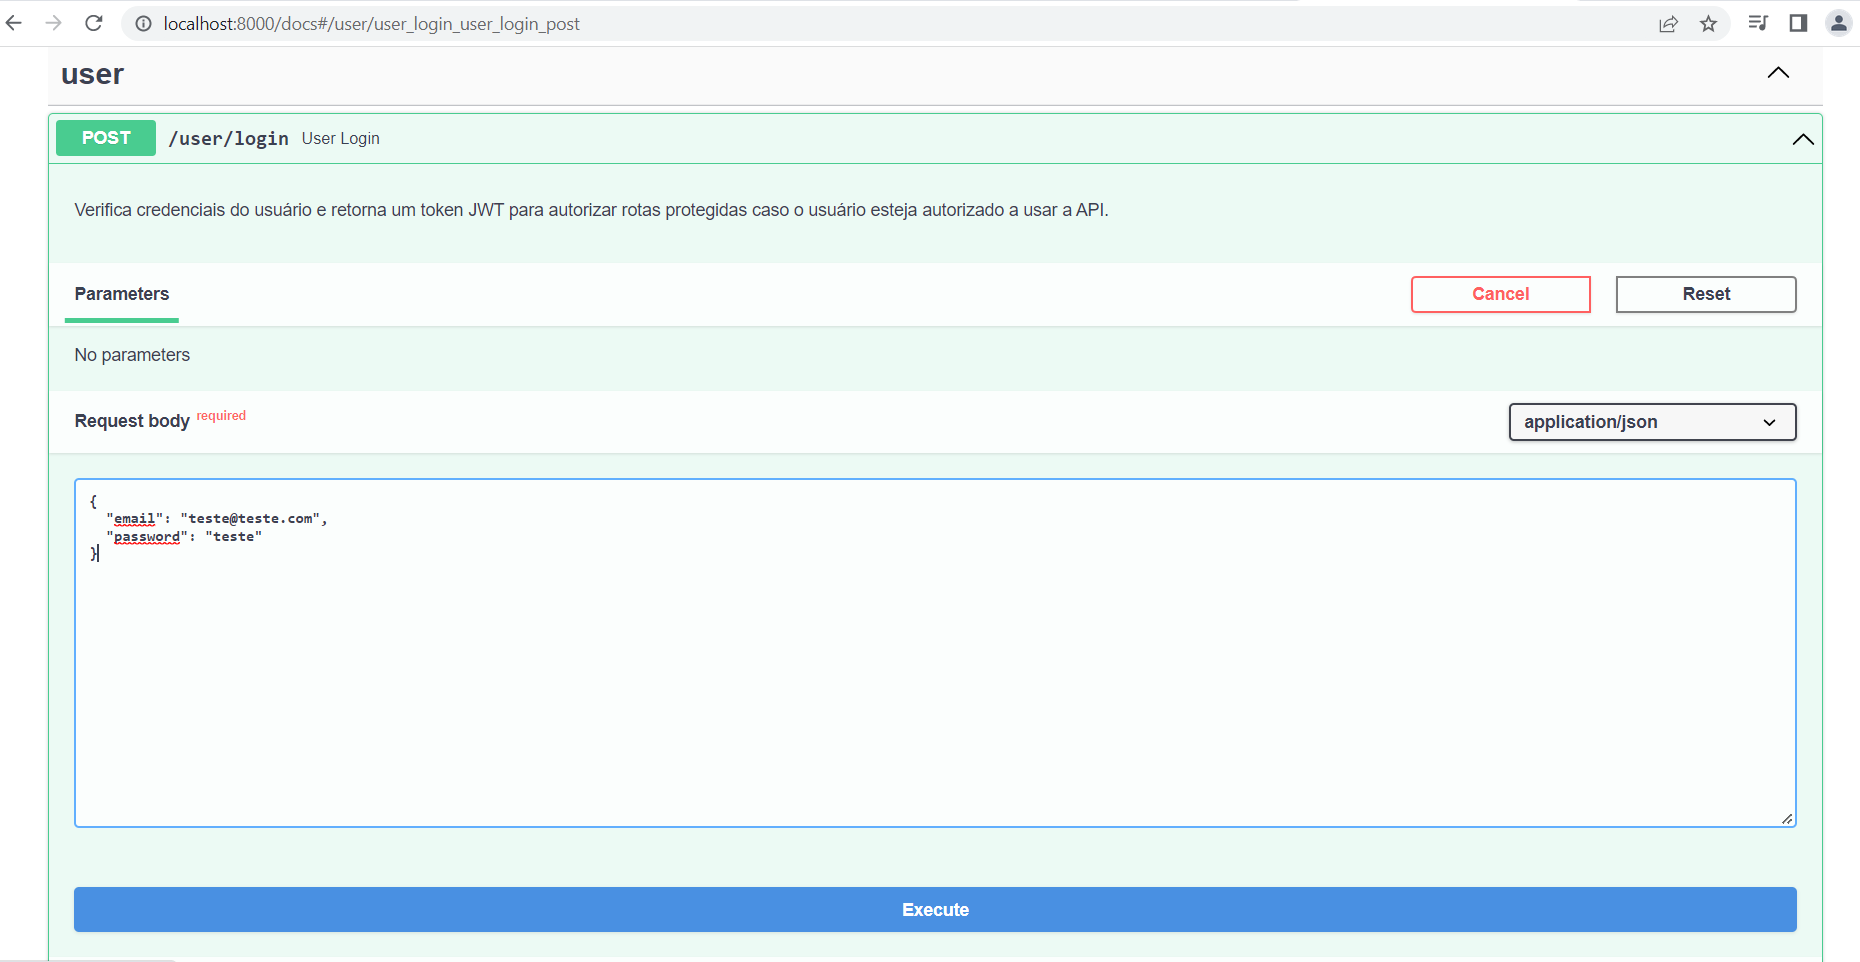 localhost:8000/docs#/user/user_login_user_login_post
user
POST /user/login User Login
Verifica credenciais do usuário e retorna um token JWT para autorizar rotas protegidas caso o usuário esteja autorizado a usar a API.
Parameters Cancel Reset
No parameters
Request body required application/json
{
"email": "teste@teste.com",
"password": "teste"
}
Execute